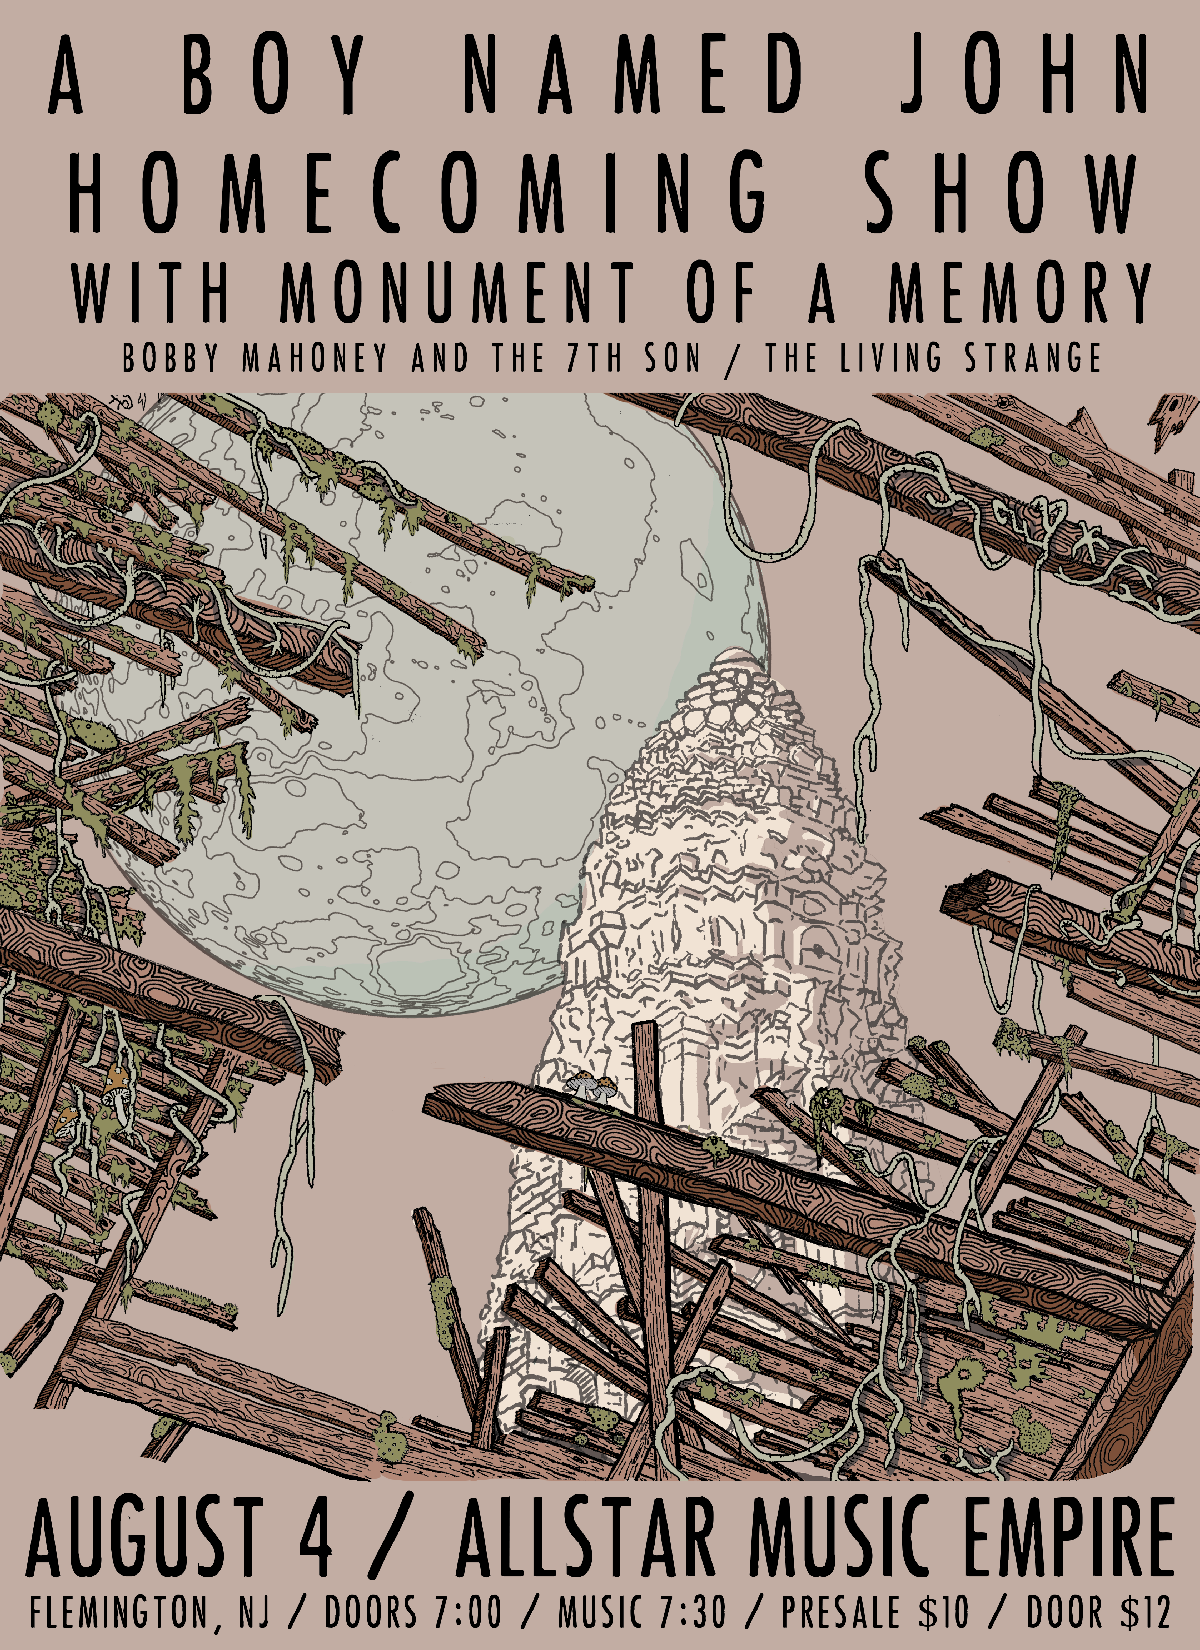 A BOY NAMED JOHN
HOMECOMING SHOW
WITH MONUMENT OF A MEMORY
BOBBY MAHONEY AND THE 7TH SON / THE LIVING STRANGE
AUGUST 4 / ALLSTAR MUSIC EMPIRE
FLEMINGTON, NJ / DOORS 7:00 / MUSIC 7:30 / PRESALE $10 / DOOR $12